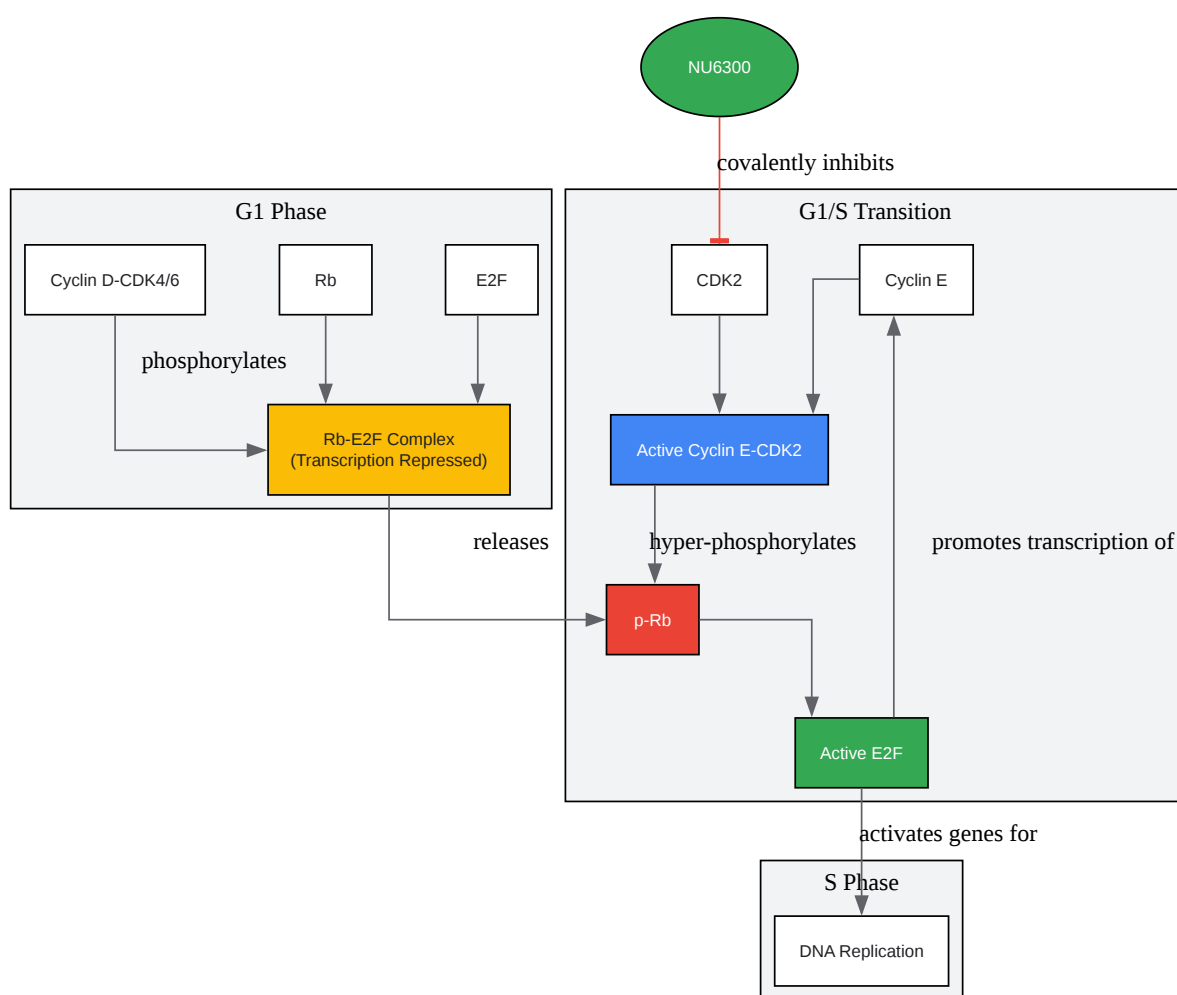 NU6300
covalently inhibits
G1 Phase
G1/S Transition
Cyclin D-CDK4/6
Rb
E2F
CDK2
Cyclin E
phosphorylates
Rb-E2F Complex
(Transcription Repressed)
Active Cyclin E-CDK2
releases
hyper-phosphorylates
promotes transcription of
p-Rb
Active E2F
activates genes for
S Phase
DNA Replication